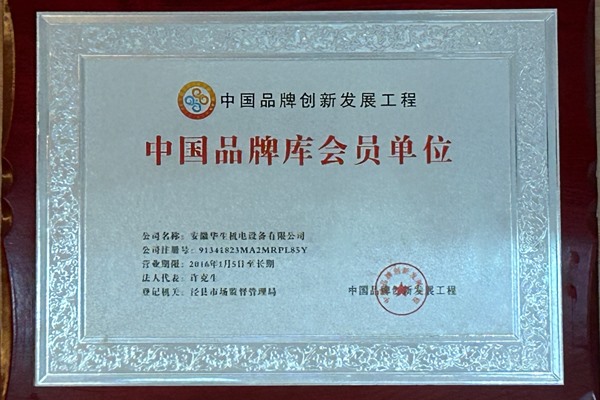 中国品牌创新发展工程
中国品牌库会员单位
公司名称：安徽华生机电设备有限公司
公司注册号：91341823MA2MRPL85Y
营业期限：2016年1月5日至长期
法人代表：许克生
登记机关：泾县市场监督管理局
中国品牌创新发展工程